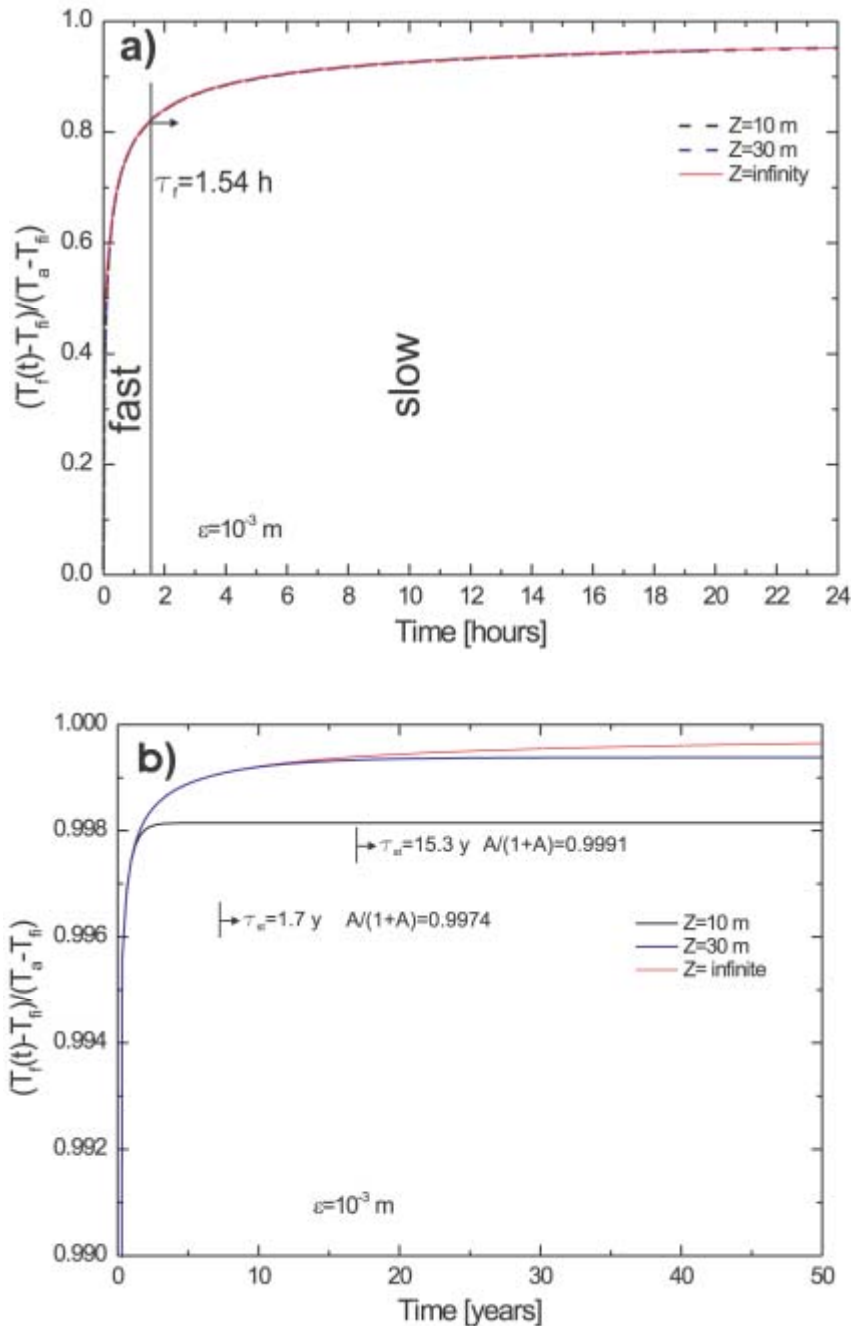 a)
1.0
0.8
0.6
0.4
0.2
0.0
(T_f(t)-T_fi)/(T_a-T_fi)
τ_f=1.54 h
Z=10 m
Z=30 m
Z=infinity
fast
slow
ε=10⁻³ m
0 2 4 6 8 10 12 14 16 18 20 22 24
Time [hours]
b)
1.000
0.998
0.996
0.994
0.992
0.990
(T_f(t)-T_fi)/(T_a-T_fi)
τ_st=15.3 y A/(1+A)=0.9991
τ_st=1.7 y A/(1+A)=0.9974
Z=10 m
Z=30 m
Z= infinite
ε=10⁻³ m
0 10 20 30 40 50
Time [years]